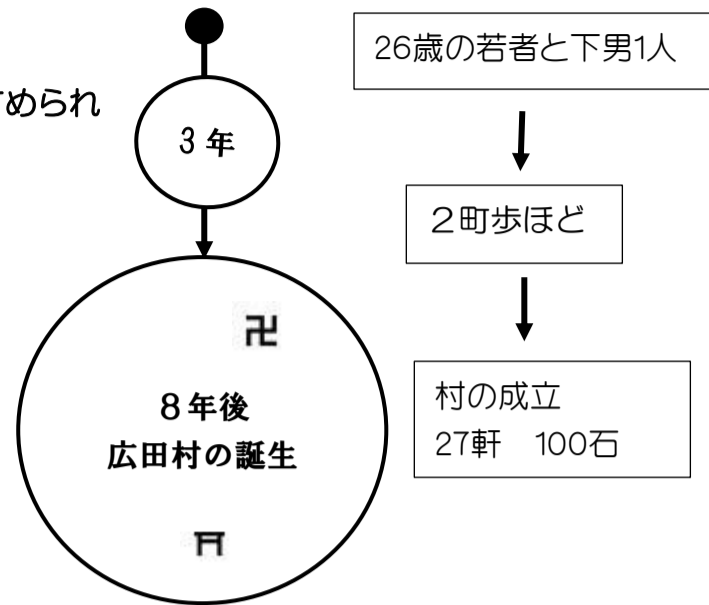 26歳の若者と下男1人
められ
3年
2町歩ほど
卍
8年後
広田村の誕生
村の成立
27軒 100石